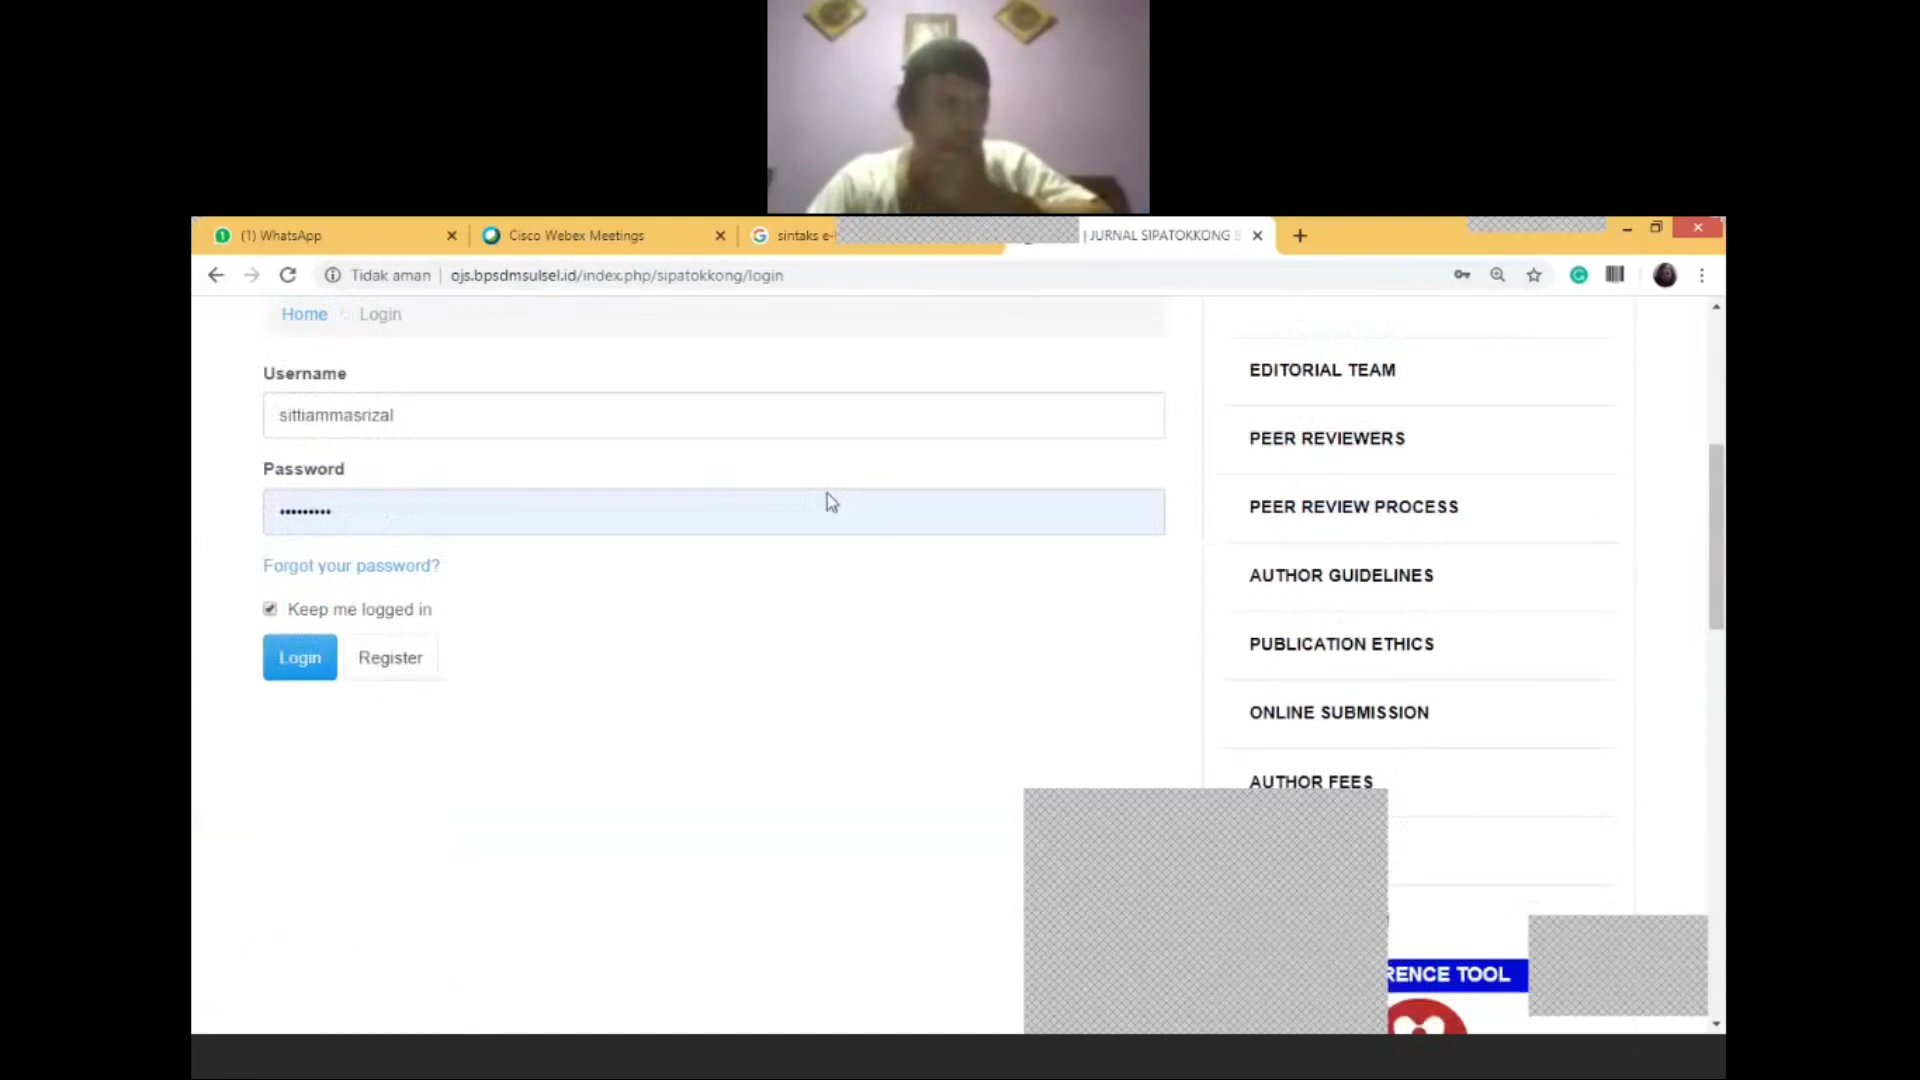 (1) WhatsApp
Cisco Webex Meetings
sintaks e-
| JURNAL SIPATOKKONG B
Tidak aman | ojs.bpsdmsulsel.id/index.php/sipatokkong/login
Home
Login
Username
sittiammasrizal
Password
•••••••••
Forgot your password?
Keep me logged in
Login
Register
EDITORIAL TEAM
PEER REVIEWERS
PEER REVIEW PROCESS
AUTHOR GUIDELINES
PUBLICATION ETHICS
ONLINE SUBMISSION
AUTHOR FEES
RENCE TOOL